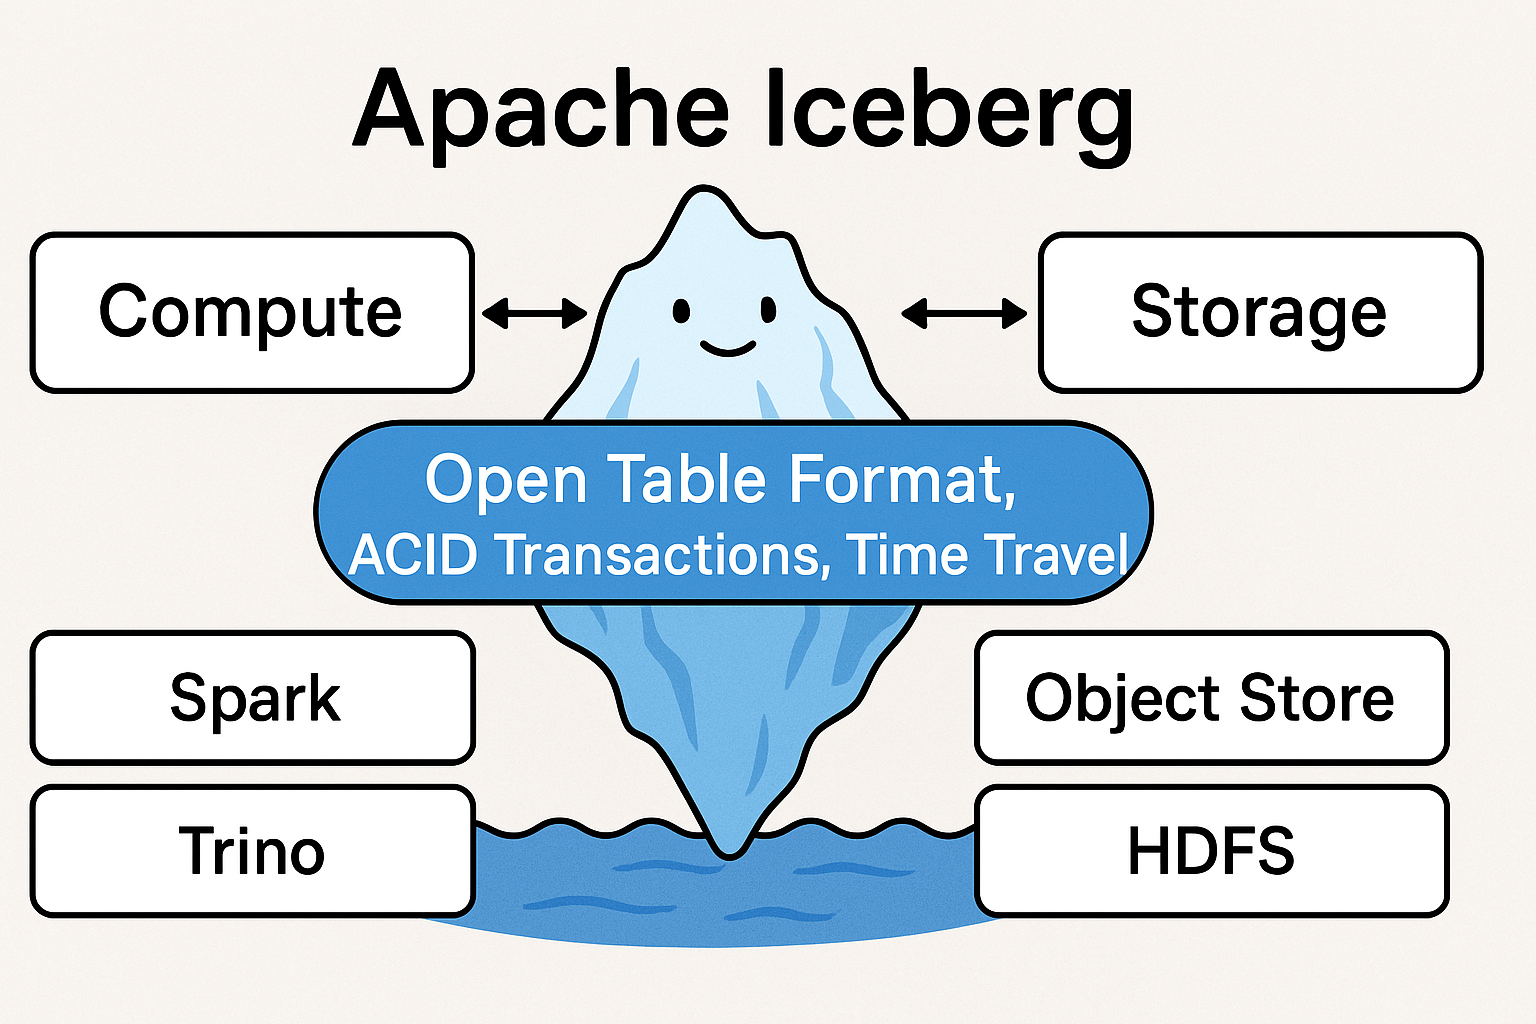 Apache Iceberg
Compute
Storage
Open Table Format,
ACID Transactions, Time Travel
Spark
Object Store
Trino
HDFS